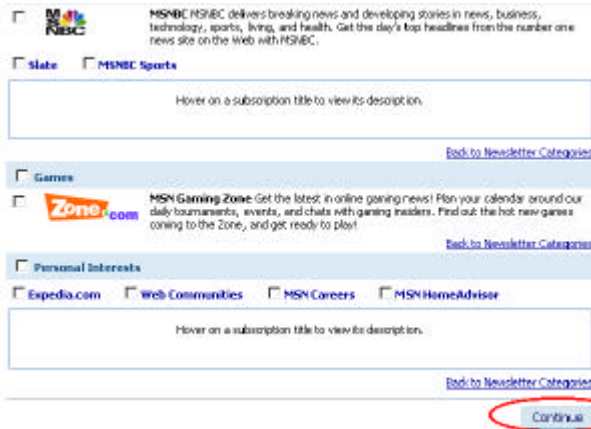 MSNBC
MSNBC MSNBC delivers breaking news and developing stories in news, business,
technology, sports, living, and health. Get the day's top headlines from the number one
news site on the Web with MSNBC.
Slate MSNBC Sports
Hover on a subscription title to view its description.
Back to Newsletter Categories
Games
Zone.com
MSN Gaming Zone Get the latest in online gaming news! Plan your calendar around our
daily tournaments, events, and chats with gaming insiders. Find out the hot new games
coming to the Zone, and get ready to play!
Back to Newsletter Categories
Personal Interests
Expedia.com Web Communities MSN Careers MSN HomeAdvisor
Hover on a subscription title to view its description.
Back to Newsletter Categories
Continue